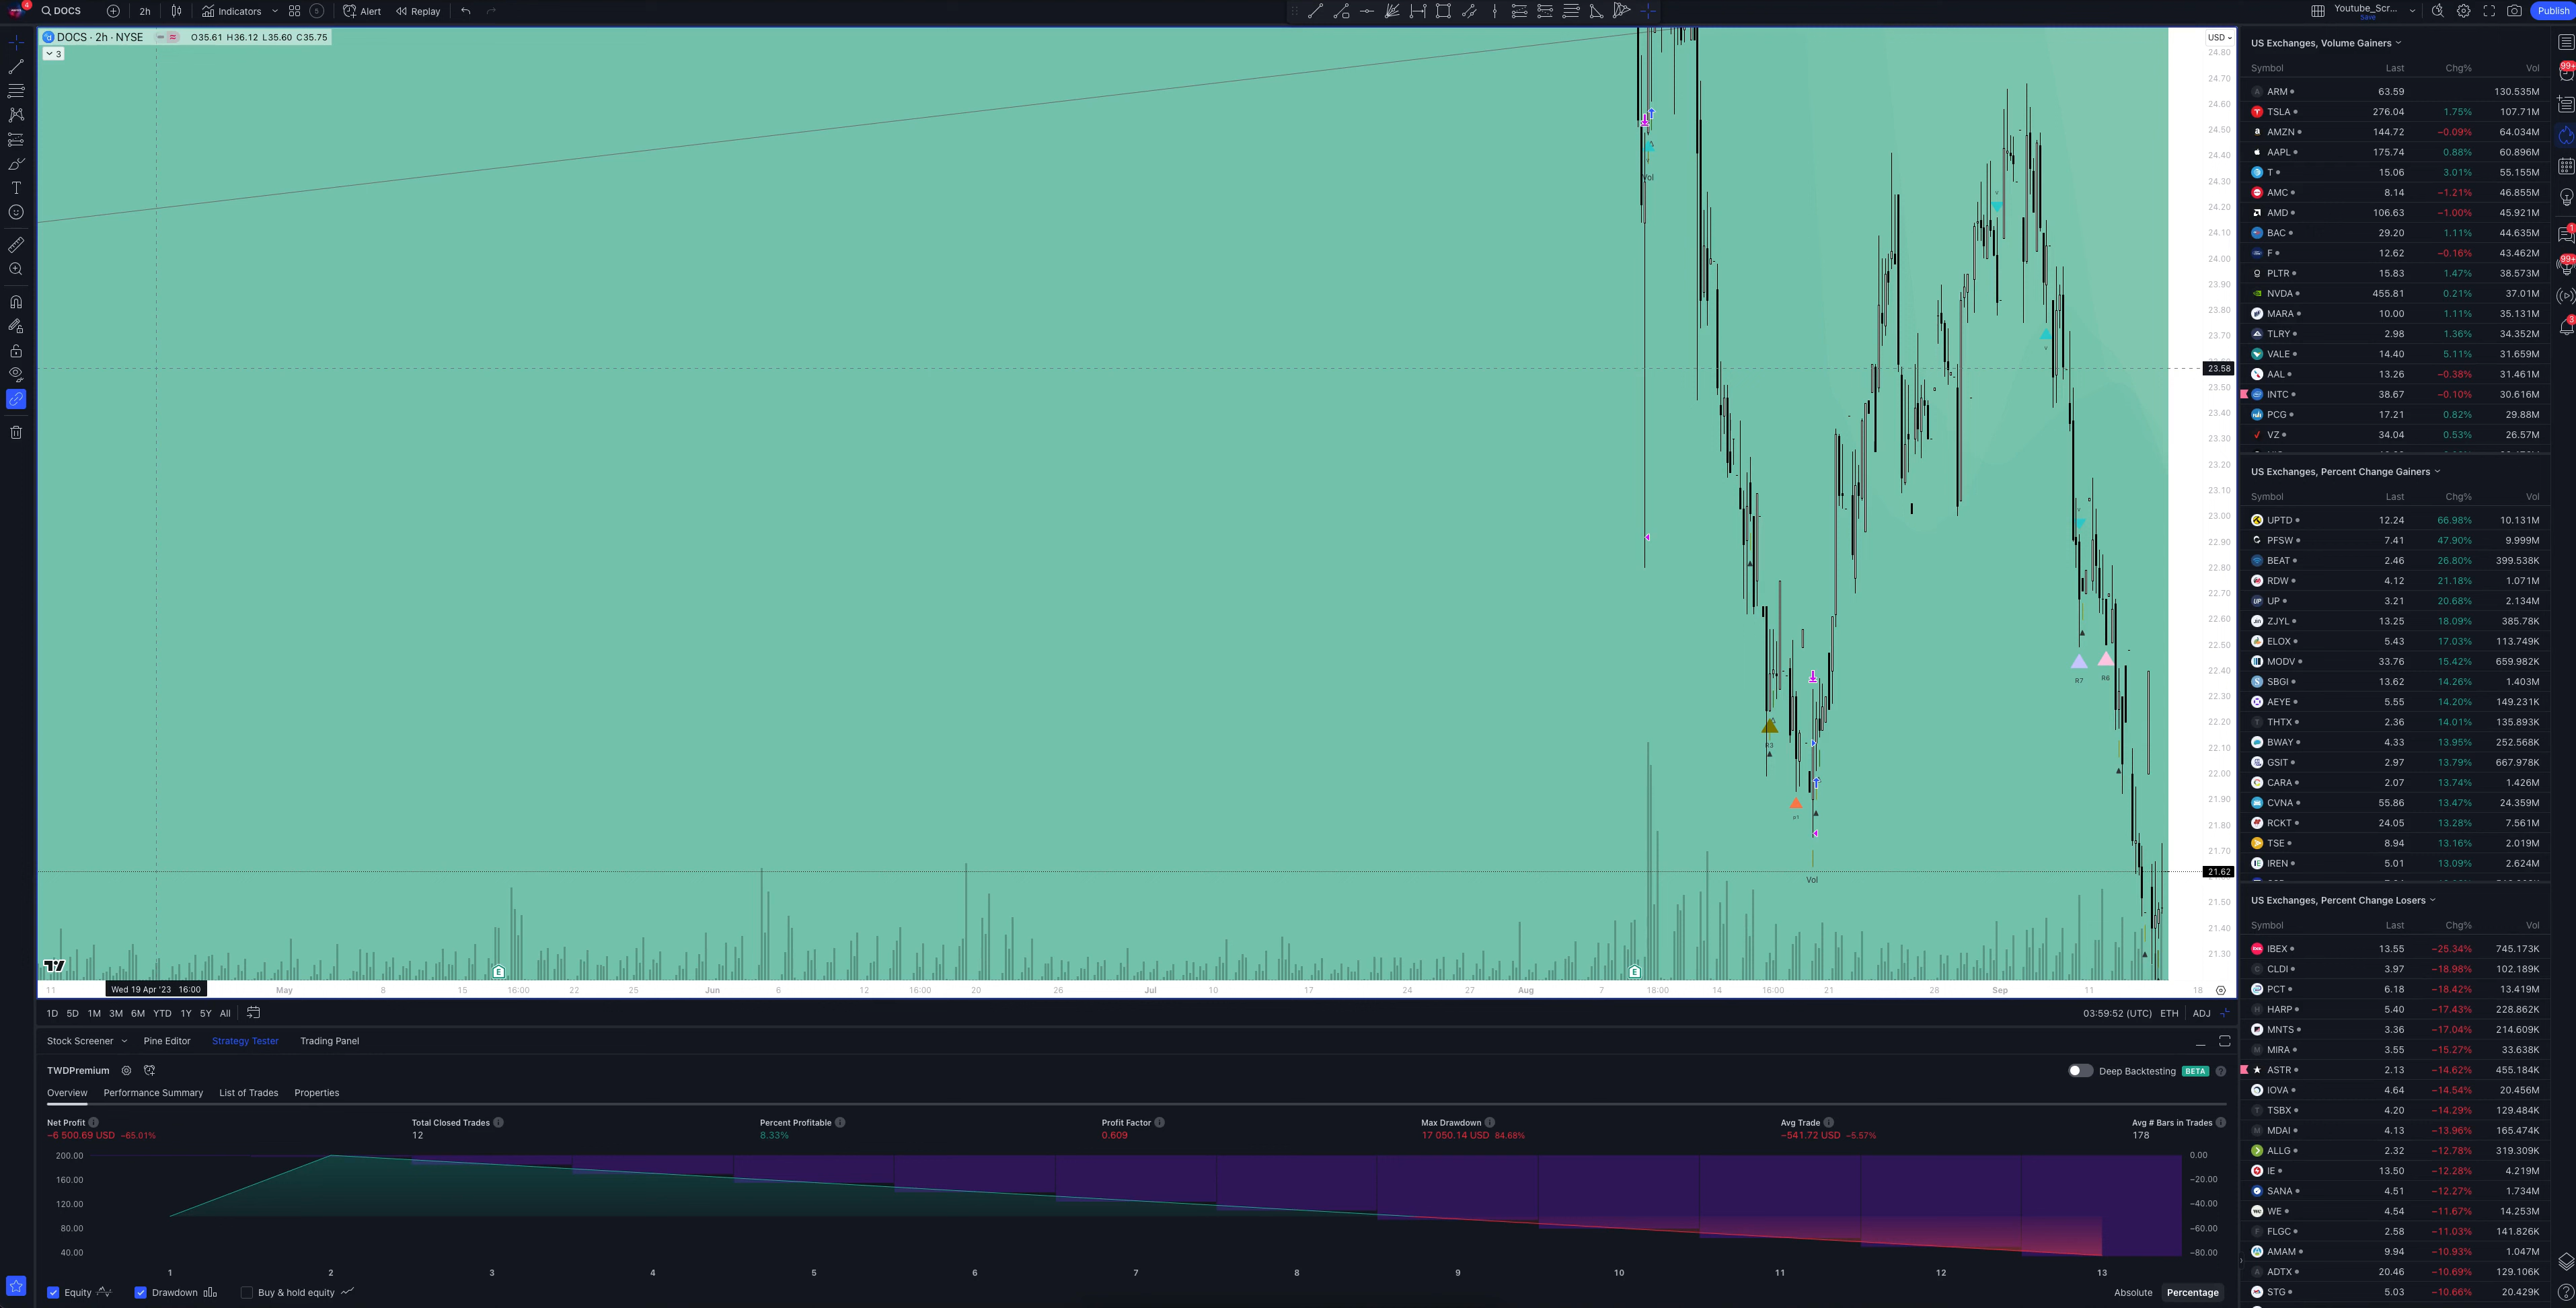 4
DOCS
2h
Indicators
5
Alert
Replay
Youtube_Scr...
Save
Publish
DOCS · 2h · NYSE O35.61 H36.12 L35.60 C35.75
3
USD
24.80
24.70
24.60
24.50
24.40
24.30
24.20
24.10
24.00
23.90
23.80
23.70
23.58
23.50
23.40
23.30
23.20
23.10
23.00
22.90
22.80
22.70
22.60
22.50
22.40
22.30
22.20
22.10
22.00
21.90
21.80
21.70
21.62
21.50
21.40
21.30
Vol
R3
p1
Vol
R7
R6
E
E
11 Wed 19 Apr '23 16:00 May 8 15 16:00 22 25 Jun 6 16:00 12 20 26 Jul 10 17 24 27 Aug 7 18:00 14 16:00 21 28 Sep 11 18
1D 5D 1M 3M 6M YTD 1Y 5Y All
03:59:52 (UTC) ETH ADJ
Stock Screener Pine Editor Strategy Tester Trading Panel
TWDPremium
Deep Backtesting BETA
Overview Performance Summary List of Trades Properties
Net Profit
−6 500.69 USD −65.01%
Total Closed Trades
12
Percent Profitable
8.33%
Profit Factor
0.609
Max Drawdown
17 050.14 USD 84.68%
Avg Trade
−541.72 USD −5.57%
Avg # Bars in Trades
178
200.00
160.00
120.00
80.00
40.00
0.00
−20.00
−40.00
−60.00
−80.00
1 2 3 4 5 6 7 8 9 10 11 12 13
Equity Drawdown Buy & hold equity
Absolute Percentage
US Exchanges, Volume Gainers
Symbol Last Chg% Vol
ARM 63.59 130.535M
TSLA 276.04 1.75% 107.71M
AMZN 144.72 −0.09% 64.034M
AAPL 175.74 0.88% 60.896M
T 15.06 3.01% 55.155M
AMC 8.14 −1.21% 46.855M
AMD 106.63 −1.00% 45.921M
BAC 29.20 1.11% 44.635M
F 12.62 −0.16% 43.462M
PLTR 15.83 1.47% 38.573M
NVDA 455.81 0.21% 37.01M
MARA 10.00 1.11% 35.131M
TLRY 2.98 1.36% 34.352M
VALE 14.40 5.11% 31.659M
AAL 13.26 −0.38% 31.461M
INTC 38.67 −0.10% 30.616M
PCG 17.21 0.82% 29.88M
VZ 34.04 0.53% 26.57M
US Exchanges, Percent Change Gainers
Symbol Last Chg% Vol
UPTD 12.24 66.98% 10.131M
PFSW 7.41 47.90% 9.999M
BEAT 2.46 26.80% 399.538K
RDW 4.12 21.18% 1.071M
UP 3.21 20.68% 2.134M
ZJYL 13.25 18.09% 385.78K
ELOX 5.43 17.03% 113.749K
MODV 33.76 15.42% 659.982K
SBGI 13.62 14.26% 1.403M
AEYE 5.55 14.20% 149.231K
THTX 2.36 14.01% 135.893K
BWAY 4.33 13.95% 252.568K
GSIT 2.97 13.79% 667.978K
CARA 2.07 13.74% 1.426M
CVNA 55.86 13.47% 24.359M
RCKT 24.05 13.28% 7.561M
TSE 8.94 13.16% 2.019M
IREN 5.01 13.09% 2.624M
US Exchanges, Percent Change Losers
Symbol Last Chg% Vol
IBEX 13.55 −25.34% 745.173K
CLDI 3.97 −18.98% 102.189K
PCT 6.18 −18.42% 13.419M
HARP 5.40 −17.43% 228.862K
MNTS 3.36 −17.04% 214.609K
MIRA 3.55 −15.27% 33.638K
ASTR 2.13 −14.62% 455.184K
IOVA 4.64 −14.54% 20.456M
TSBX 4.20 −14.29% 129.484K
MDAI 4.13 −13.96% 165.474K
ALLG 2.32 −12.78% 319.309K
IE 13.50 −12.28% 4.219M
SANA 4.51 −12.27% 1.734M
WE 4.54 −11.67% 14.253M
FLGC 2.58 −11.03% 141.826K
AMAM 9.94 −10.93% 1.047M
ADTX 20.46 −10.69% 129.106K
STG 5.03 −10.66% 20.429K
99+
1
99+
3